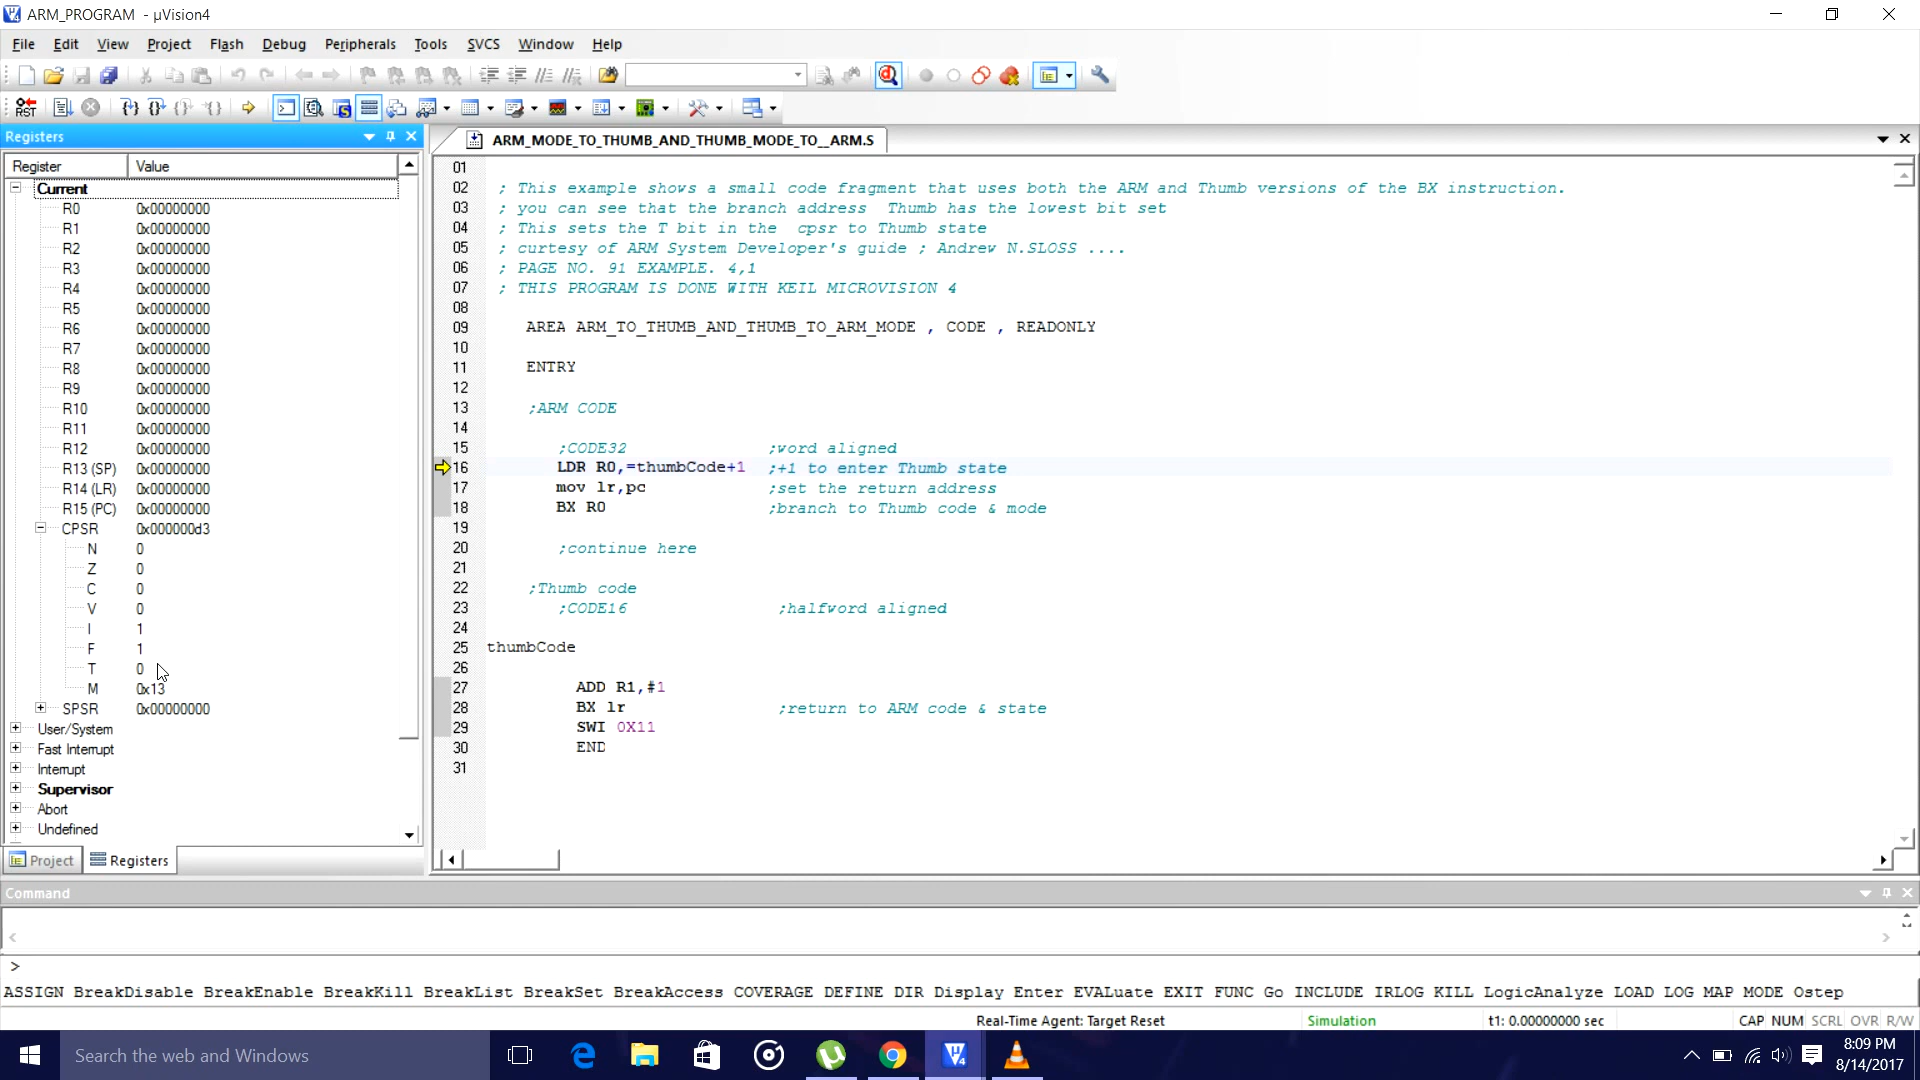 ARM_PROGRAM - µVision4
File Edit View Project Flash Debug Peripherals Tools SVCS Window Help
RST
Registers
ARM_MODE_TO_THUMB_AND_THUMB_MODE_TO__ARM.S
Register Value
Current
R0 0x00000000
R1 0x00000000
R2 0x00000000
R3 0x00000000
R4 0x00000000
R5 0x00000000
R6 0x00000000
R7 0x00000000
R8 0x00000000
R9 0x00000000
R10 0x00000000
R11 0x00000000
R12 0x00000000
R13 (SP) 0x00000000
R14 (LR) 0x00000000
R15 (PC) 0x00000000
CPSR 0x000000d3
N 0
Z 0
C 0
V 0
I 1
F 1
T 0
M 0x13
SPSR 0x00000000
User/System
Fast Interrupt
Interrupt
Supervisor
Abort
Undefined
Project Registers
01
02 ; This example shows a small code fragment that uses both the ARM and Thumb versions of the BX instruction.
03 ; you can see that the branch address Thumb has the lowest bit set
04 ; This sets the T bit in the cpsr to Thumb state
05 ; curtesy of ARM System Developer's guide ; Andrew N.SLOSS ....
06 ; PAGE NO. 91 EXAMPLE. 4,1
07 ; THIS PROGRAM IS DONE WITH KEIL MICROVISION 4
08
09 AREA ARM_TO_THUMB_AND_THUMB_TO_ARM_MODE , CODE , READONLY
10
11 ENTRY
12
13 ;ARM CODE
14
15 ;CODE32 ;word aligned
16 LDR R0,=thumbCode+1 ;+1 to enter Thumb state
17 mov lr,pc ;set the return address
18 BX R0 ;branch to Thumb code & mode
19
20 ;continue here
21
22 ;Thumb code
23 ;CODE16 ;halfword aligned
24
25 thumbCode
26
27 ADD R1,#1
28 BX lr ;return to ARM code & state
29 SWI 0X11
30 END
31
Command
>
ASSIGN BreakDisable BreakEnable BreakKill BreakList BreakSet BreakAccess COVERAGE DEFINE DIR Display Enter EVALuate EXIT FUNC Go INCLUDE IRLOG KILL LogicAnalyze LOAD LOG MAP MODE Ostep
Real-Time Agent: Target Reset Simulation t1: 0.00000000 sec CAP NUM SCRL OVR R/W
Search the web and Windows
8:09 PM
8/14/2017